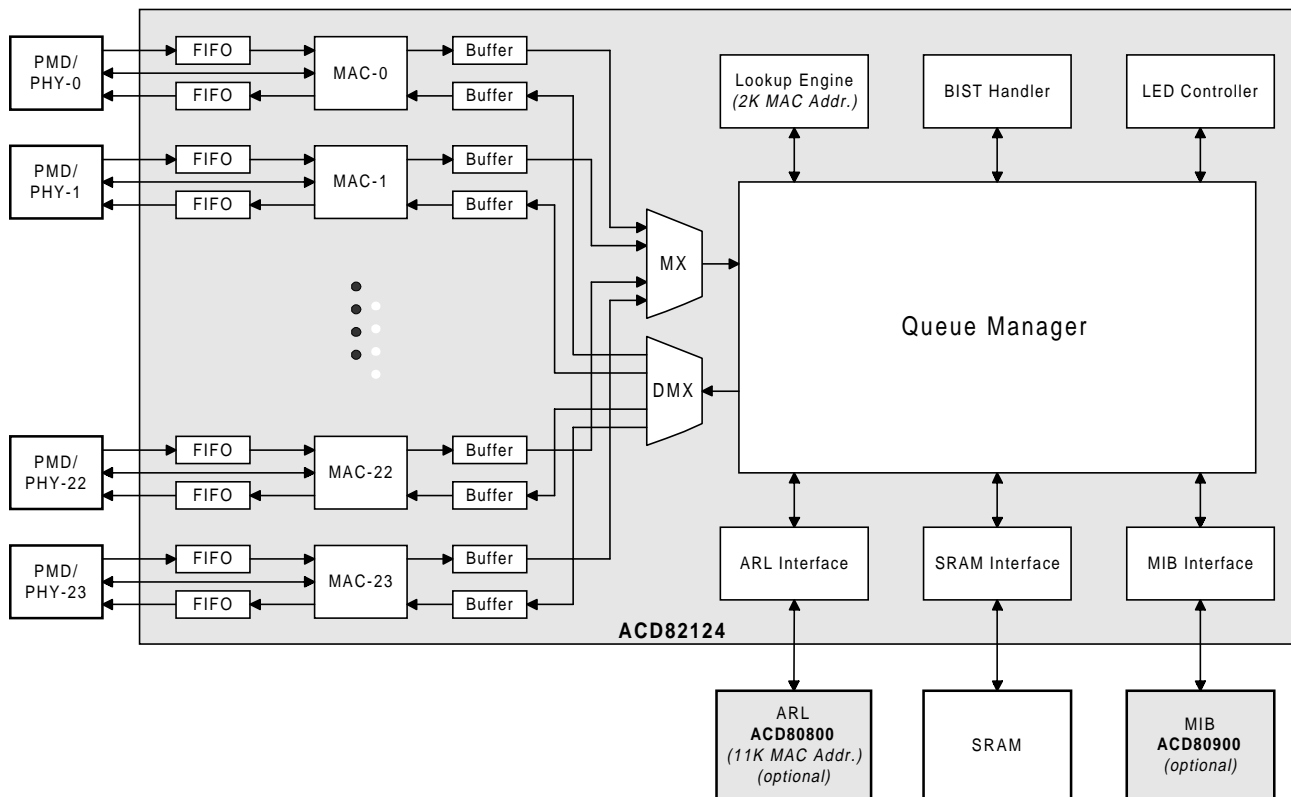 PMD/
PHY-0
FIFO
FIFO
MAC-0
Buffer
Buffer
PMD/
PHY-1
FIFO
FIFO
MAC-1
Buffer
Buffer
PMD/
PHY-22
FIFO
FIFO
MAC-22
Buffer
Buffer
PMD/
PHY-23
FIFO
FIFO
MAC-23
Buffer
Buffer
MX
DMX
Lookup Engine
(2K MAC Addr.)
BIST Handler
LED Controller
Queue Manager
ARL Interface
SRAM Interface
MIB Interface
ACD82124
ARL
ACD80800
(11K MAC Addr.)
(optional)
SRAM
MIB
ACD80900
(optional)